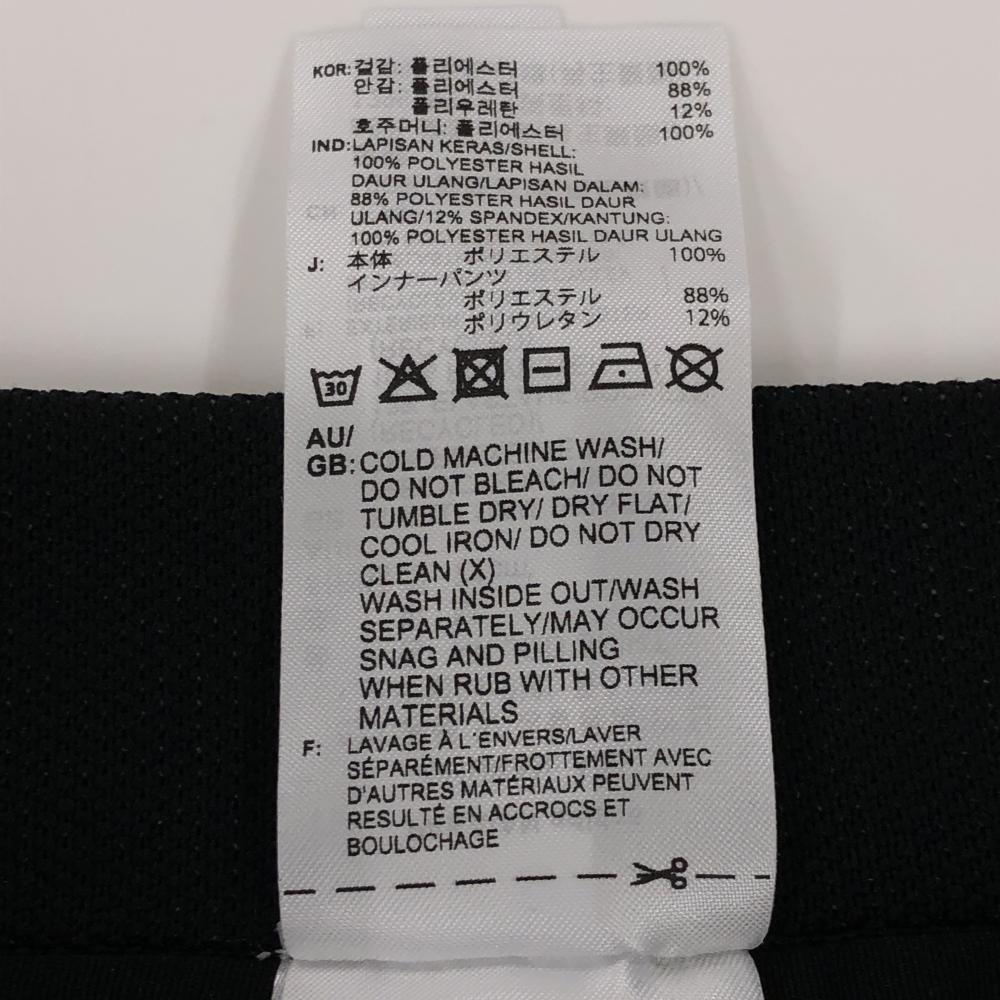 KOR: 겉감: 폴리에스터 100%
안감: 폴리에스터 88%
폴리우레탄 12%
호주머니: 폴리에스터 100%
IND: LAPISAN KERAS/SHELL:
100% POLYESTER HASIL
DAUR ULANG/LAPISAN DALAM:
88% POLYESTER HASIL DAUR
ULANG/12% SPANDEX/KANTUNG:
100% POLYESTER HASIL DAUR ULANG
J: 本体 ポリエステル 100%
インナーパンツ
ポリエステル 88%
ポリウレタン 12%
30
AU/
GB: COLD MACHINE WASH/
DO NOT BLEACH/ DO NOT
TUMBLE DRY/ DRY FLAT/
COOL IRON/ DO NOT DRY
CLEAN (X)
WASH INSIDE OUT/WASH
SEPARATELY/MAY OCCUR
SNAG AND PILLING
WHEN RUB WITH OTHER
MATERIALS
F: LAVAGE À L'ENVERS/LAVER
SÉPARÉMENT/FROTTEMENT AVEC
D'AUTRES MATÉRIAUX PEUVENT
RESULTÉ EN ACCROCS ET
BOULOCHAGE